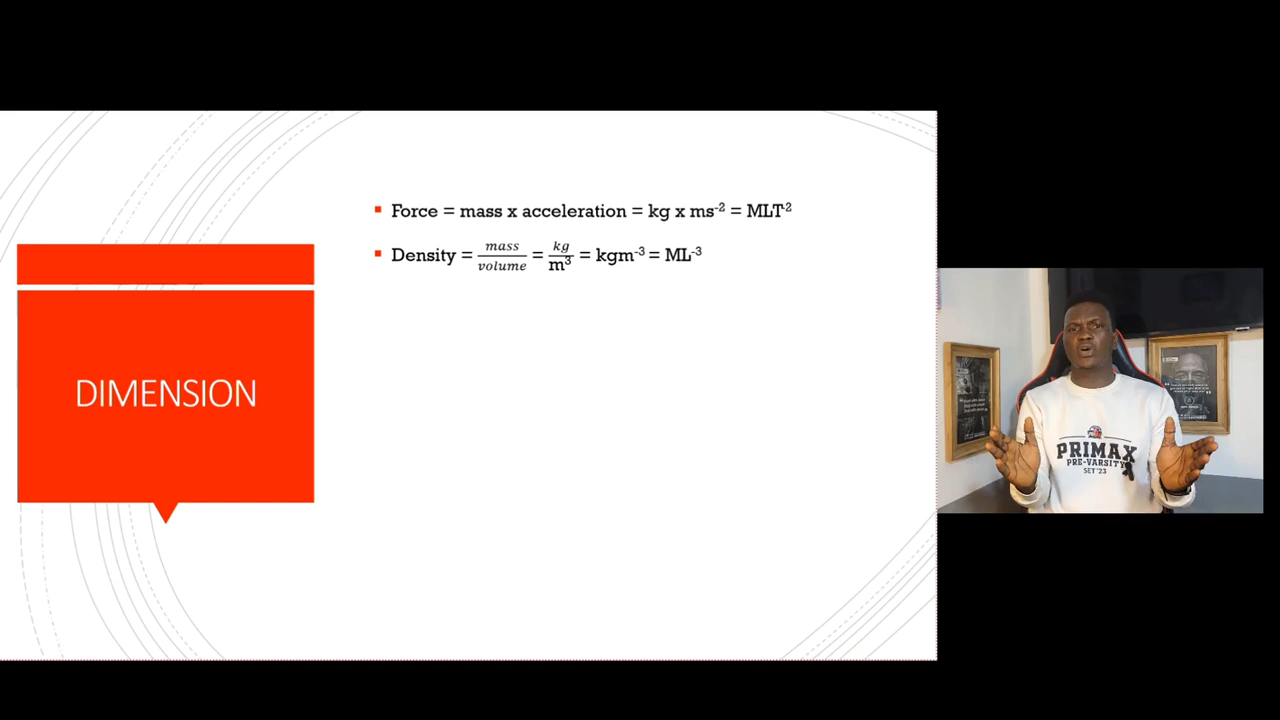 Force = mass x acceleration = kg x ms⁻² = MLT⁻²
Density = mass/volume = kg/m³ = kgm⁻³ = ML⁻³
DIMENSION
PRIMAX
PRE-VARSITY
SET'23